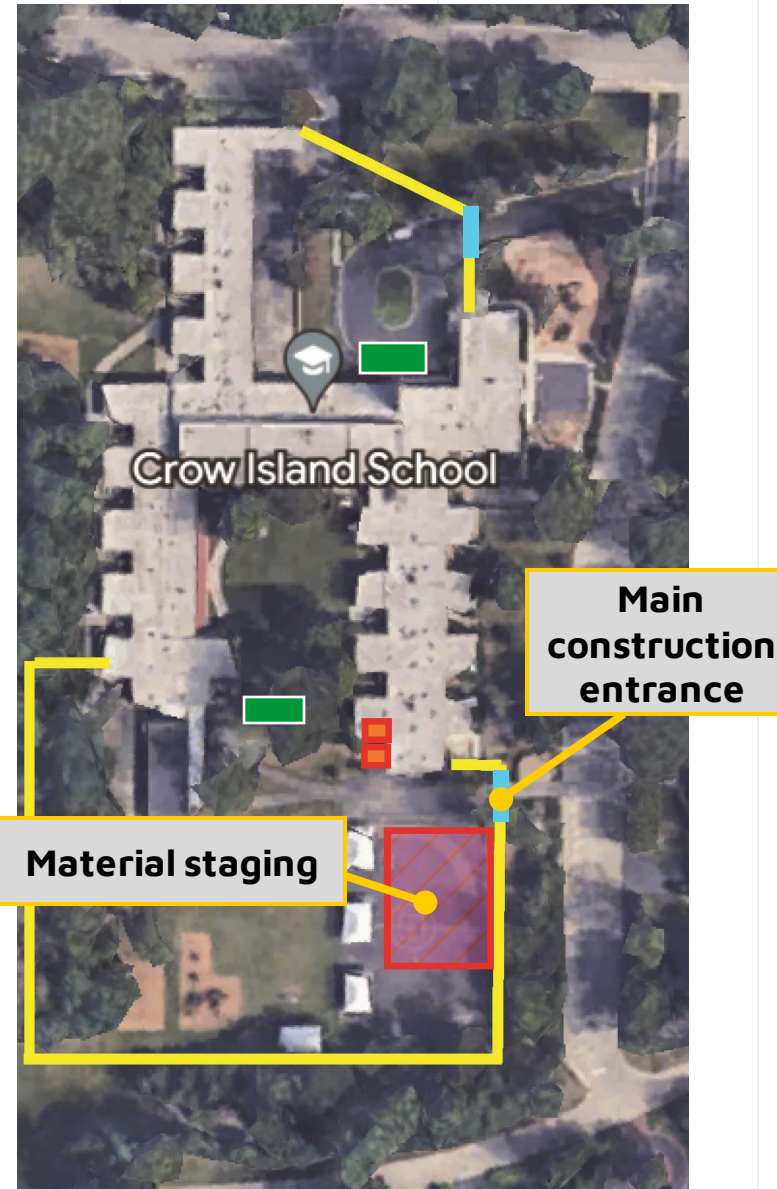 Crow Island School
Main
construction
entrance
Material staging